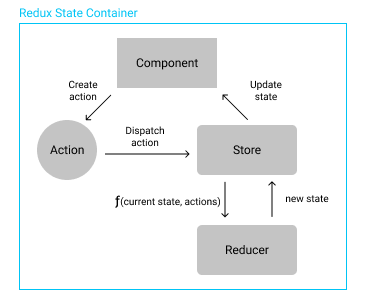 Redux State Container
Component
Create
action
Update
state
Dispatch
action
Action
Store
ƒ(current state, actions)
new state
Reducer